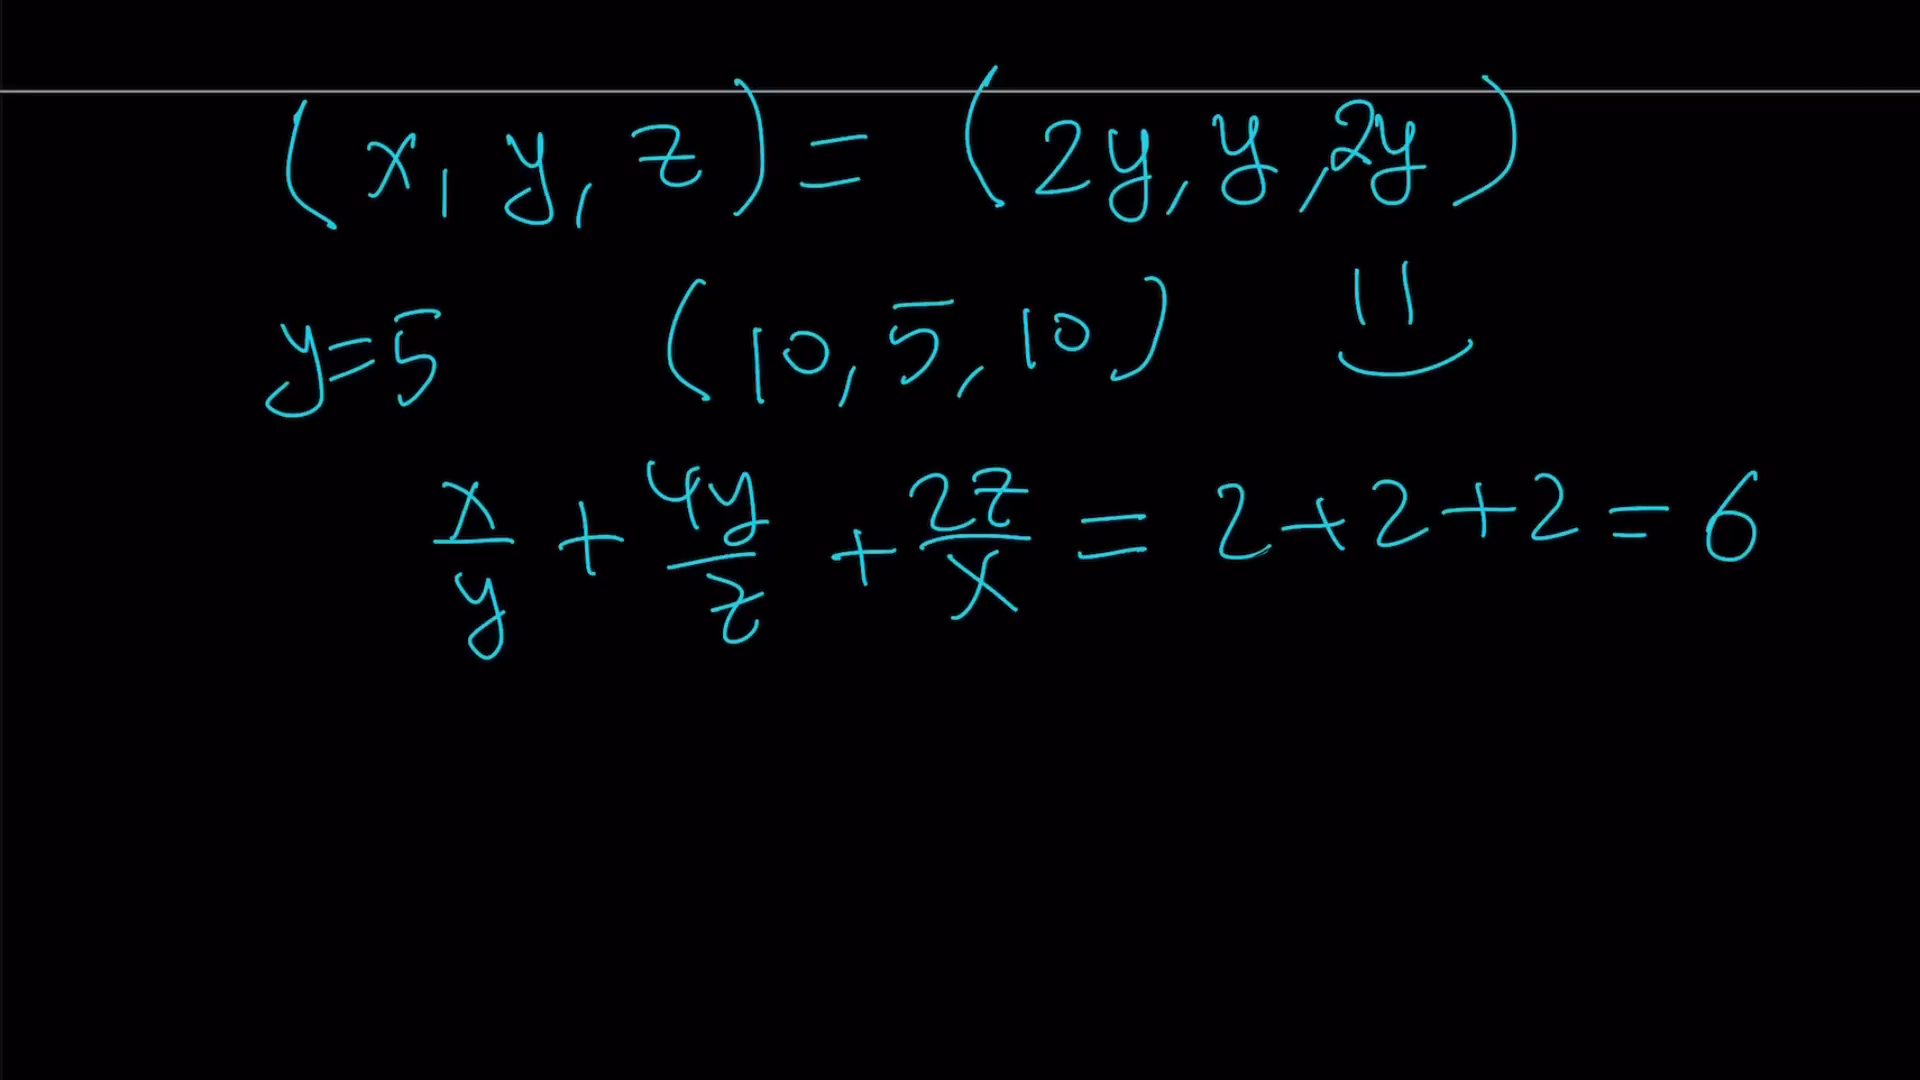 (x, y, z) = (2y, y, 2y)
y=5 (10, 5, 10)
x/y + 4y/z + 2z/x = 2+2+2=6